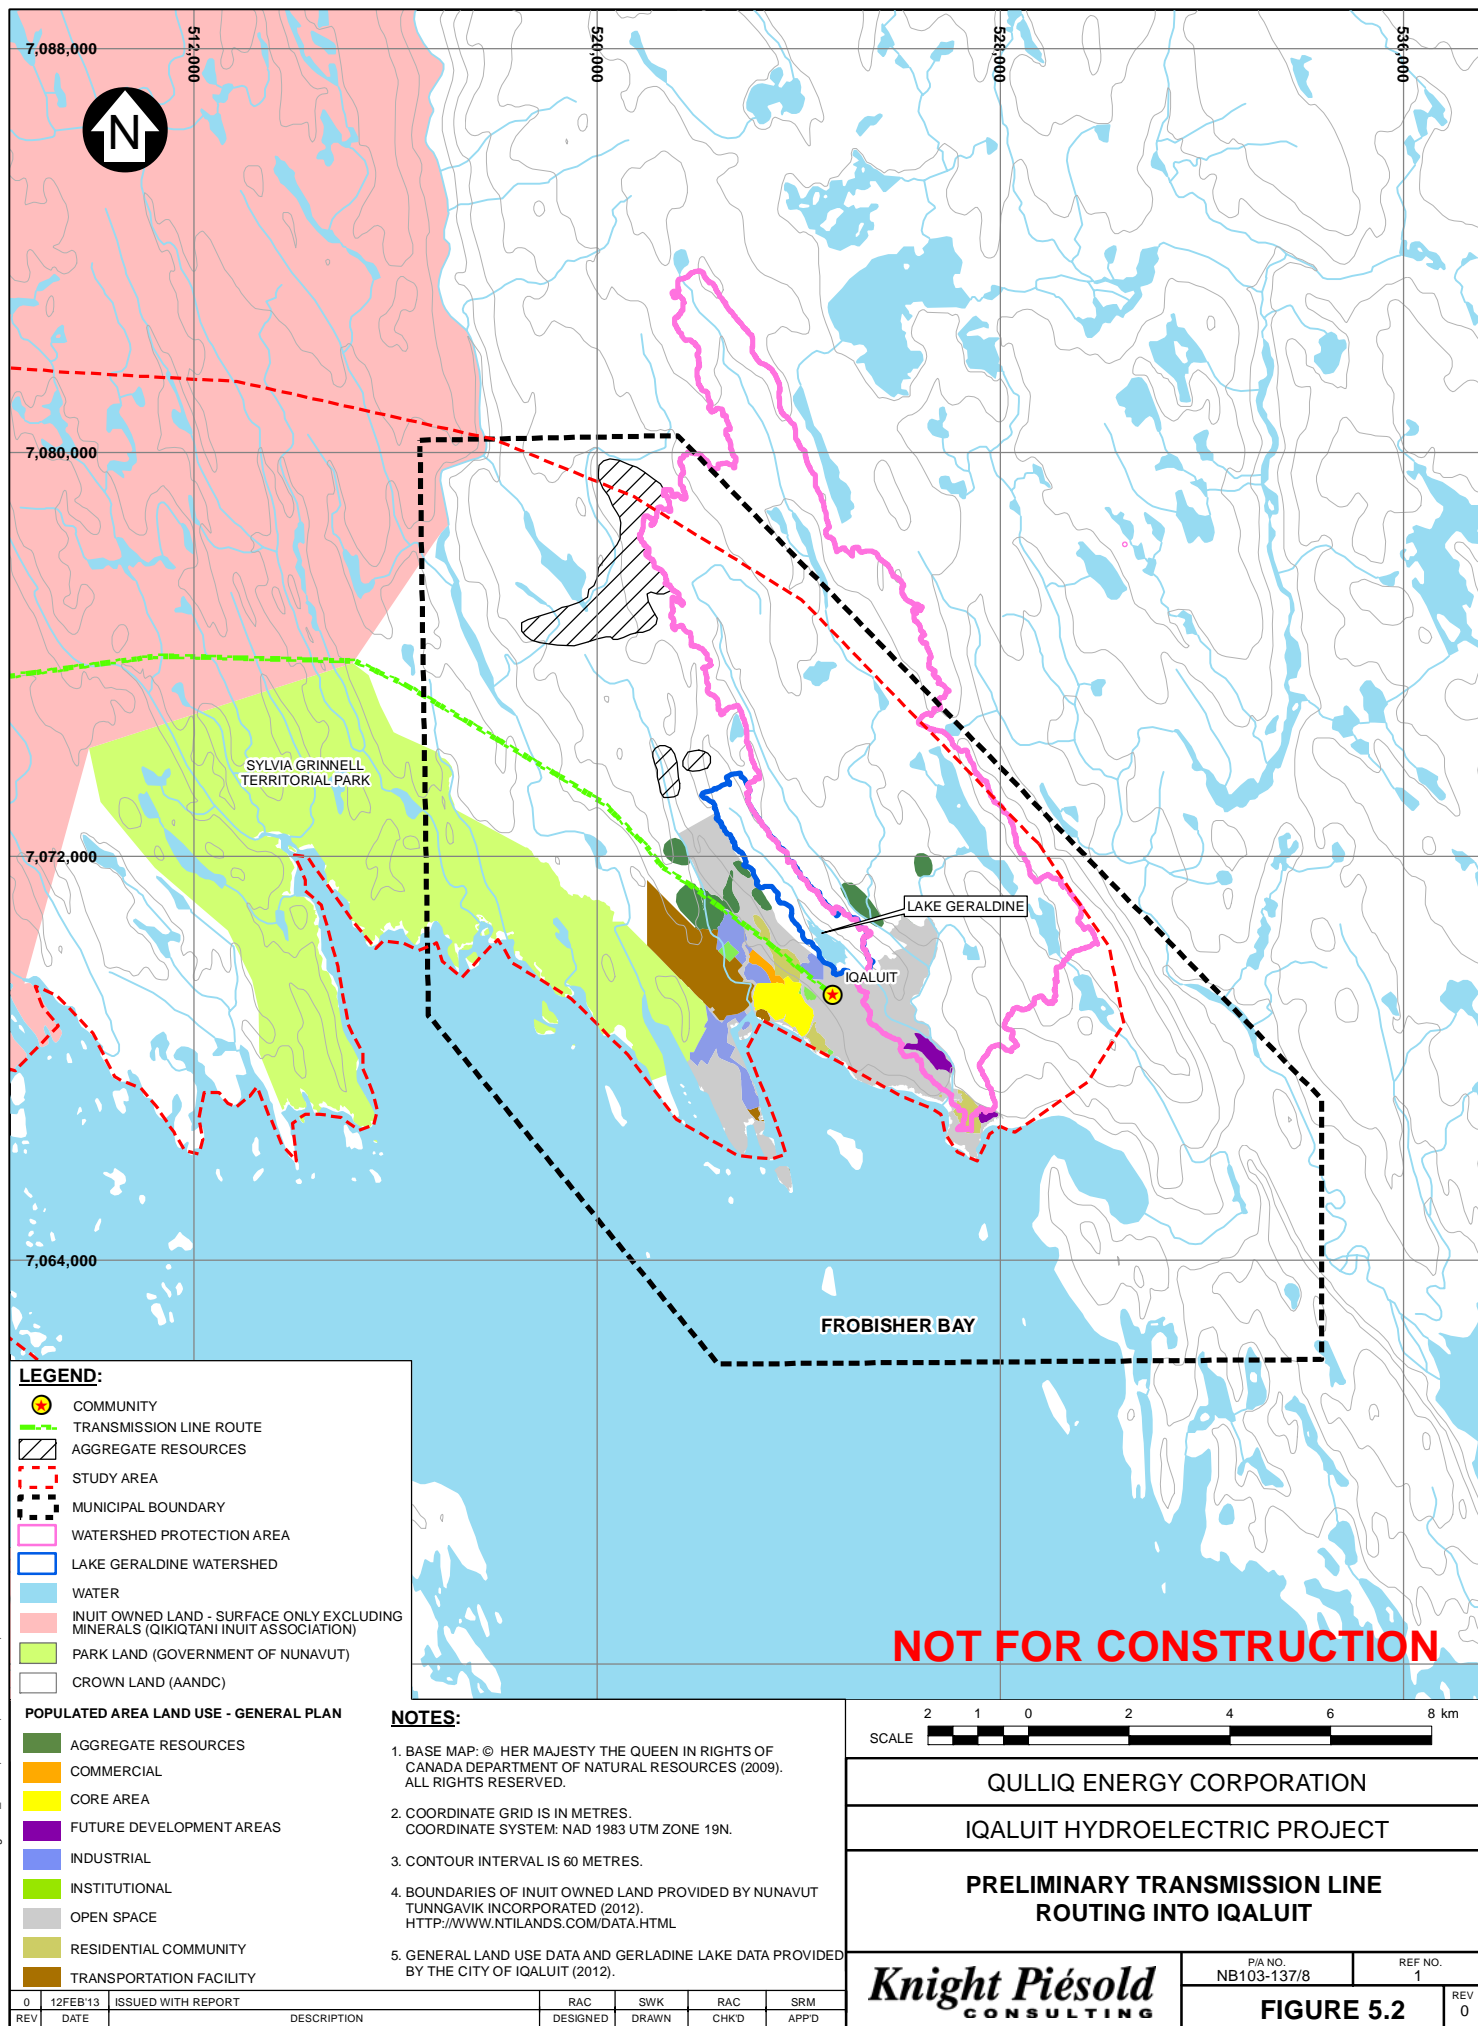 512,000
520,000
528,000
536,000
7,088,000
N
7,080,000
SYLVIA GRINNELL
TERRITORIAL PARK
7,072,000
LAKE GERALDINE
IQALUIT
7,064,000
FROBISHER BAY
LEGEND:
COMMUNITY
TRANSMISSION LINE ROUTE
AGGREGATE RESOURCES
STUDY AREA
MUNICIPAL BOUNDARY
WATERSHED PROTECTION AREA
LAKE GERALDINE WATERSHED
WATER
INUIT OWNED LAND - SURFACE ONLY EXCLUDING
MINERALS (QIKIQTANI INUIT ASSOCIATION)
PARK LAND (GOVERNMENT OF NUNAVUT)
CROWN LAND (AANDC)
NOT FOR CONSTRUCTION
POPULATED AREA LAND USE - GENERAL PLAN
AGGREGATE RESOURCES
COMMERCIAL
CORE AREA
FUTURE DEVELOPMENT AREAS
INDUSTRIAL
INSTITUTIONAL
OPEN SPACE
RESIDENTIAL COMMUNITY
TRANSPORTATION FACILITY
NOTES:
1. BASE MAP: © HER MAJESTY THE QUEEN IN RIGHTS OF
CANADA DEPARTMENT OF NATURAL RESOURCES (2009).
ALL RIGHTS RESERVED.
2. COORDINATE GRID IS IN METRES.
COORDINATE SYSTEM: NAD 1983 UTM ZONE 19N.
3. CONTOUR INTERVAL IS 60 METRES.
4. BOUNDARIES OF INUIT OWNED LAND PROVIDED BY NUNAVUT
TUNNGAVIK INCORPORATED (2012).
HTTP://WWW.NTILANDS.COM/DATA.HTML
5. GENERAL LAND USE DATA AND GERLADINE LAKE DATA PROVIDED
BY THE CITY OF IQALUIT (2012).
SCALE 2 1 0 2 4 6 8 km
QULLIQ ENERGY CORPORATION
IQALUIT HYDROELECTRIC PROJECT
PRELIMINARY TRANSMISSION LINE
ROUTING INTO IQALUIT
Knight Piésold
CONSULTING
P/A NO.
NB103-137/8
REF NO.
1
FIGURE 5.2
REV
0
0 12FEB'13 ISSUED WITH REPORT RAC SWK RAC SRM
REV DATE DESCRIPTION DESIGNED DRAWN CHK'D APP'D